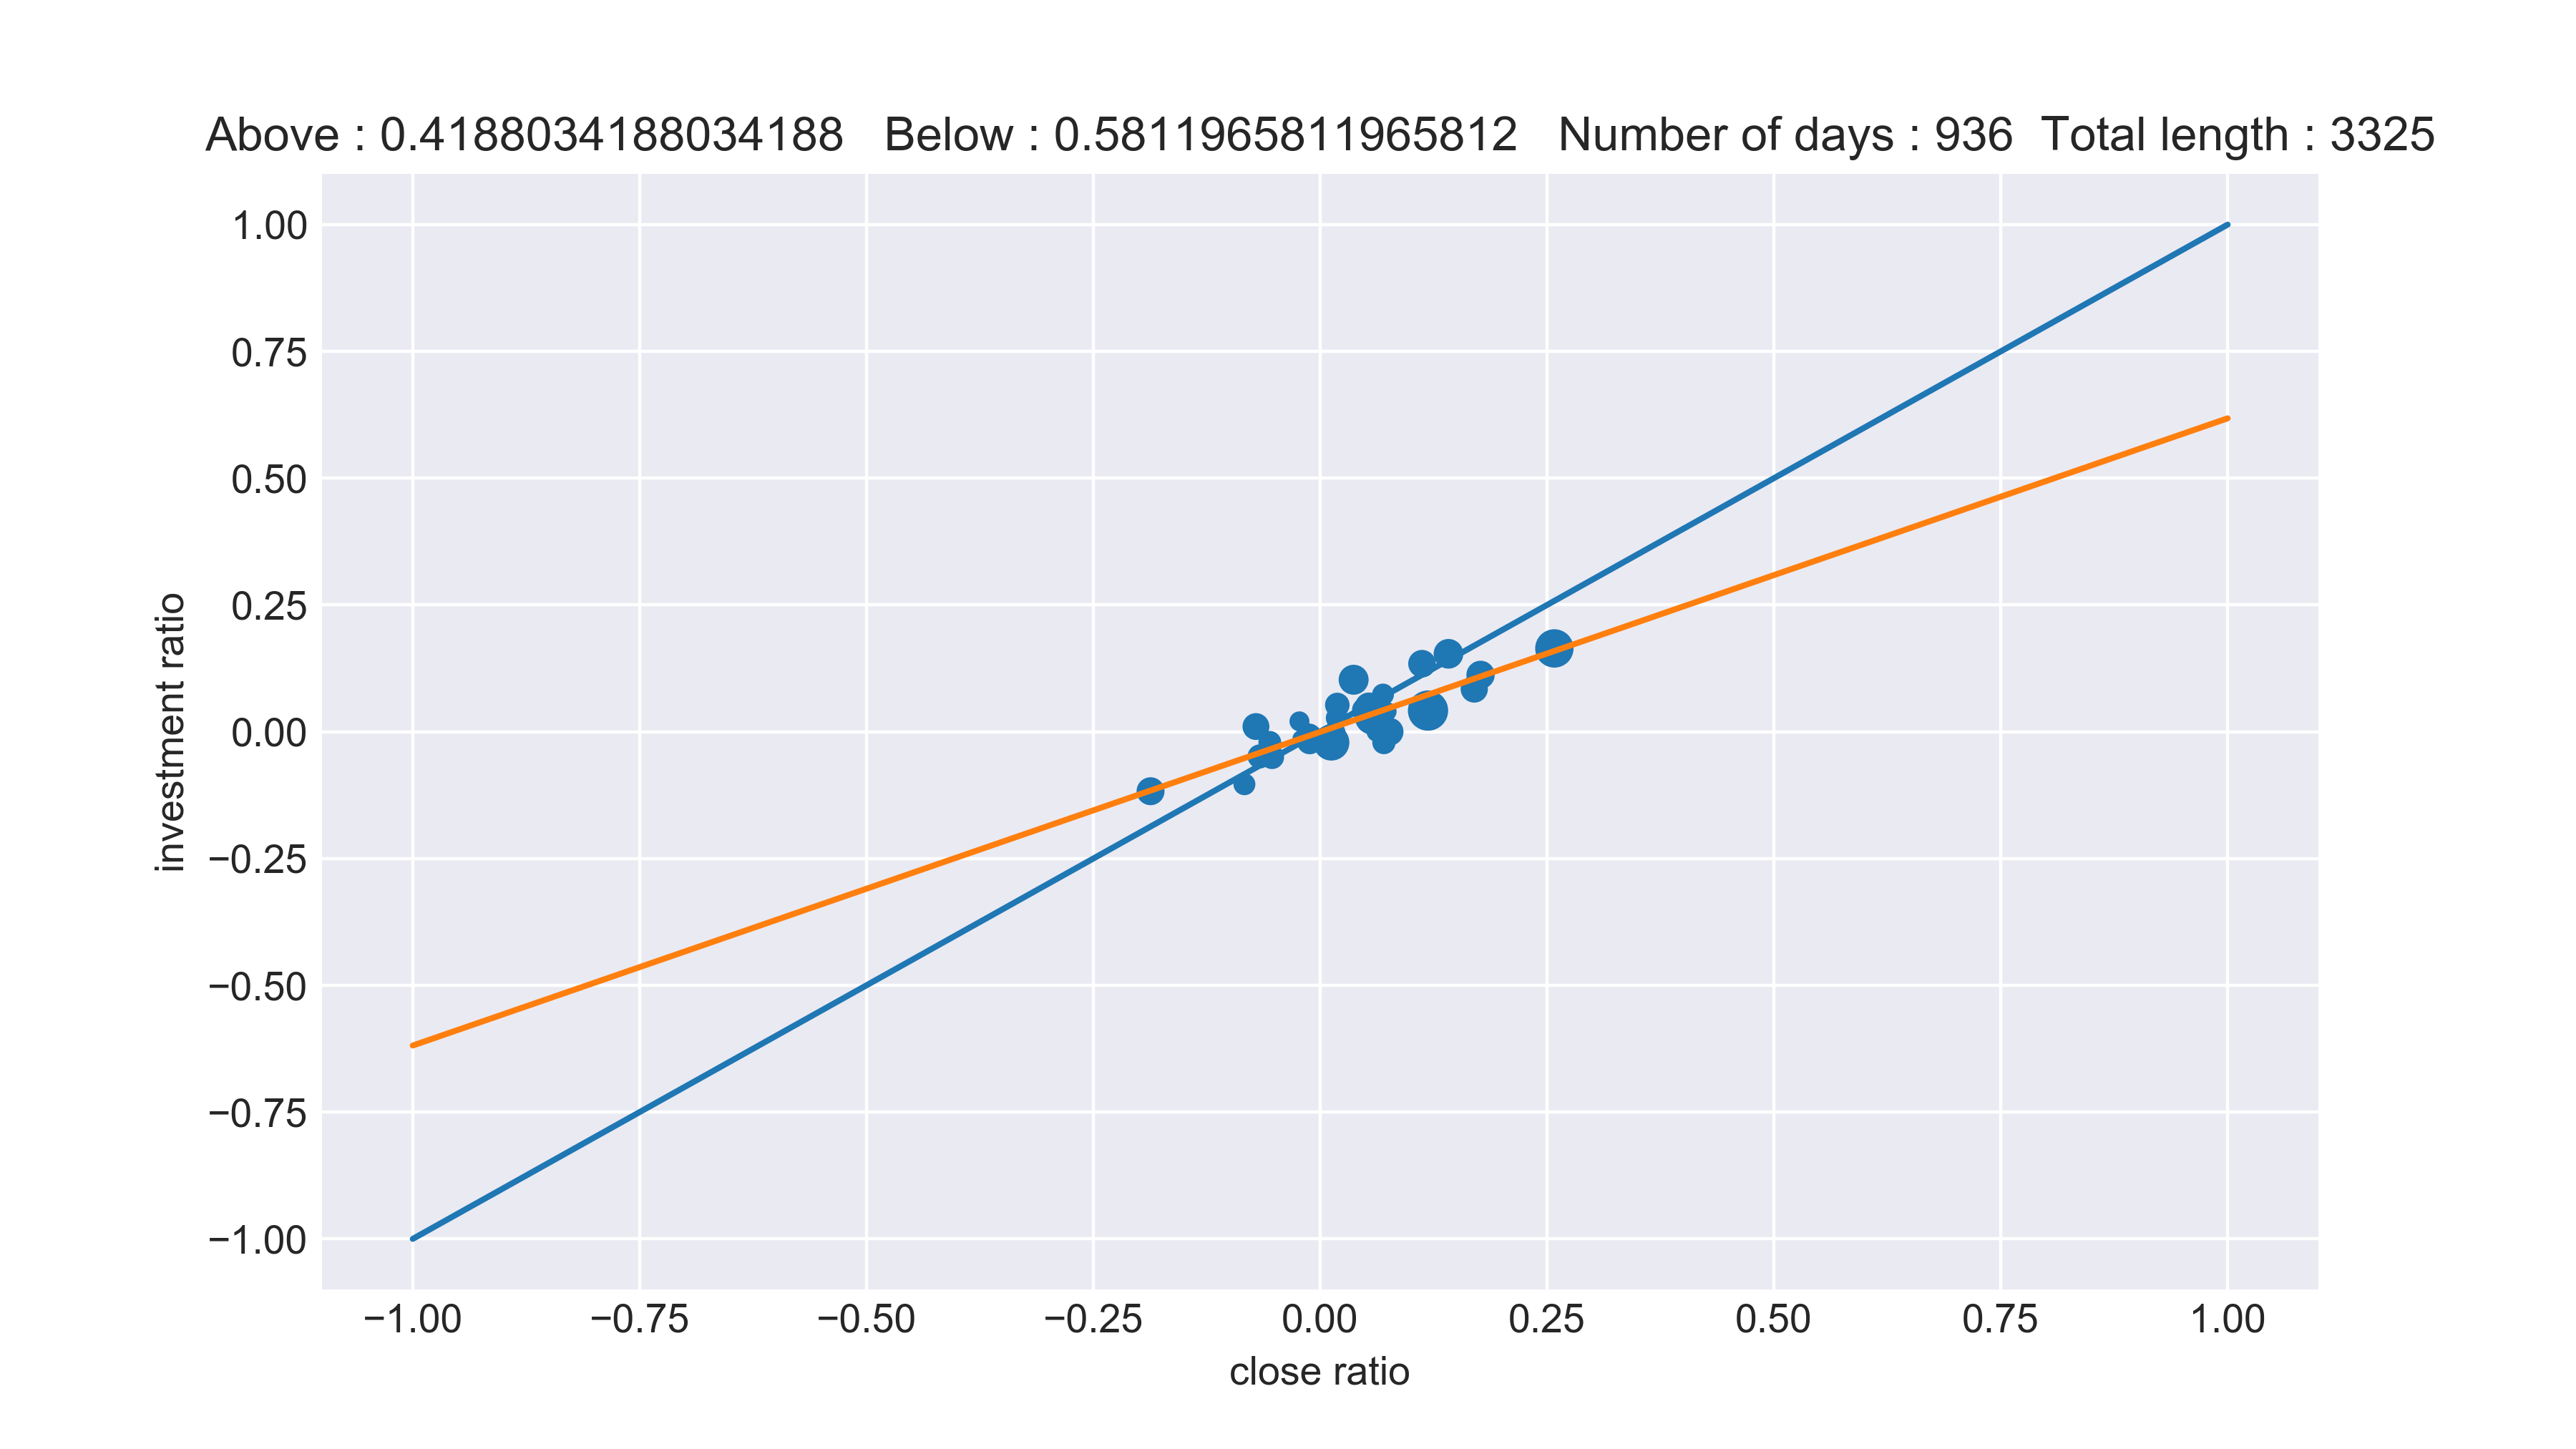 Above : 0.4188034188034188   Below : 0.5811965811965812   Number of days : 936  Total length : 3325
1.00
0.75
0.50
0.25
0.00
−0.25
−0.50
−0.75
−1.00
investment ratio
−1.00 −0.75 −0.50 −0.25 0.00 0.25 0.50 0.75 1.00
close ratio